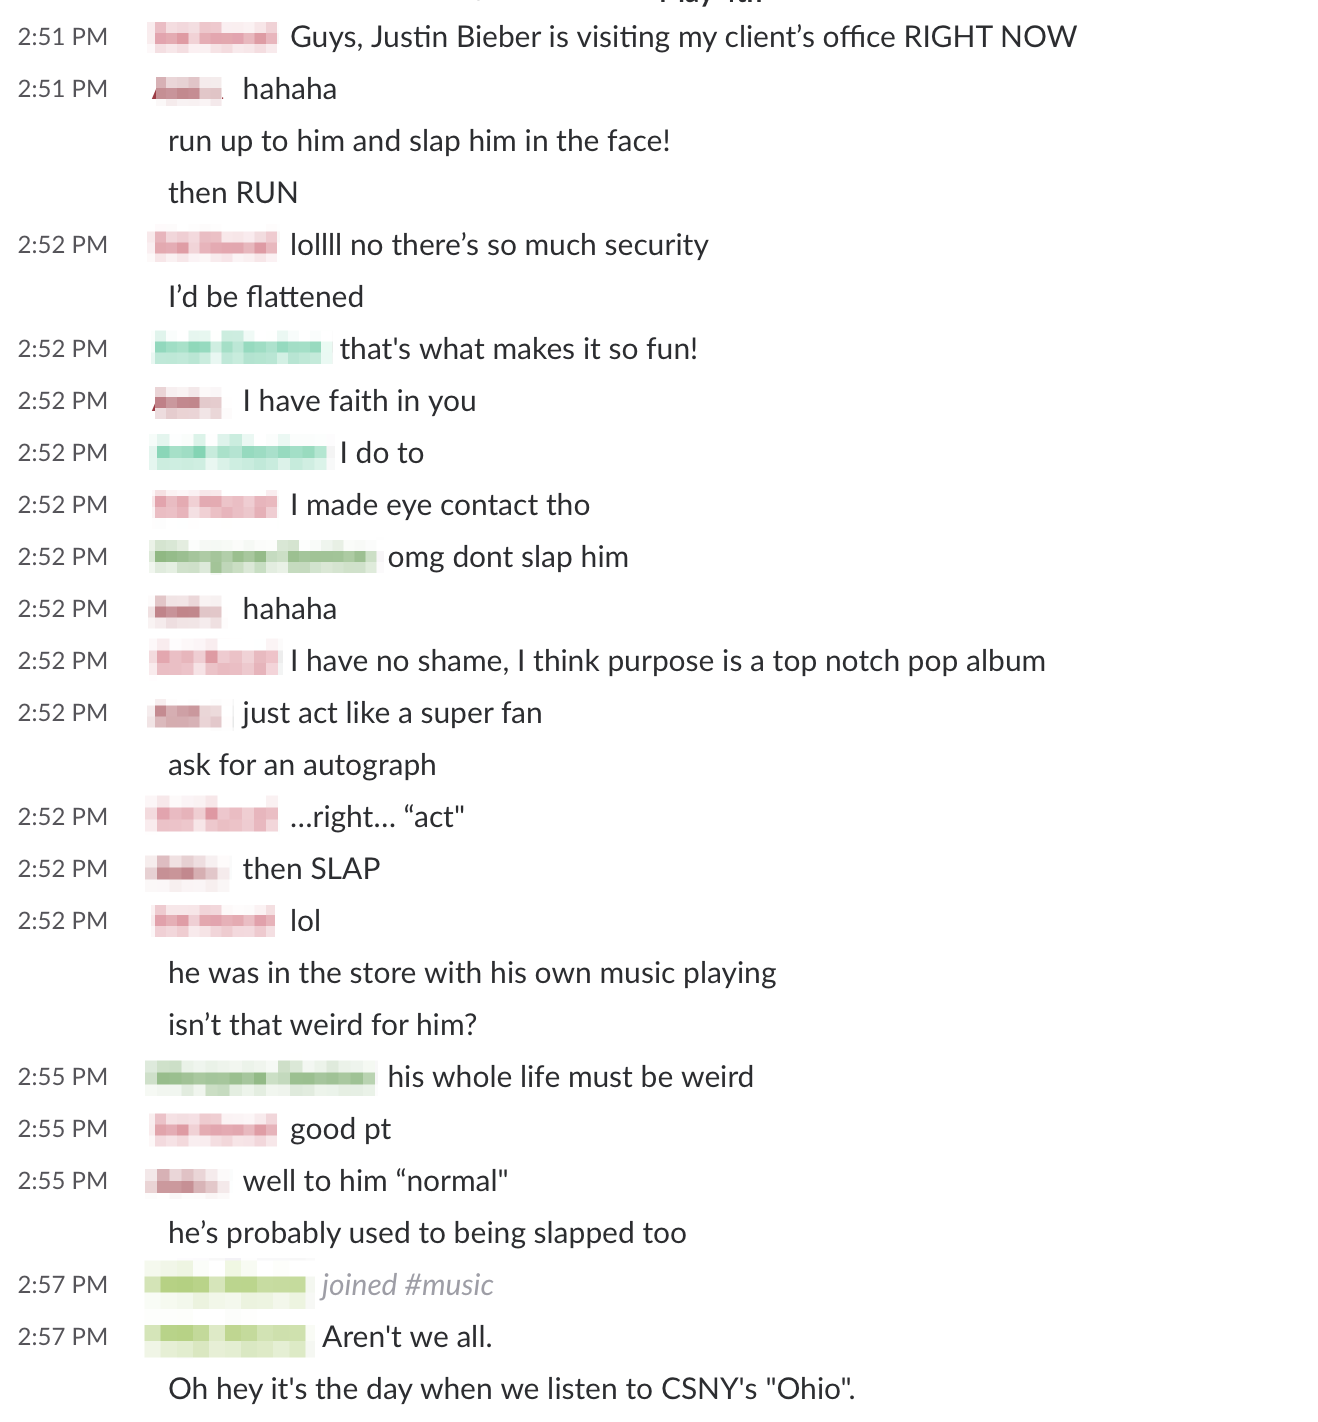 2:51 PM Guys, Justin Bieber is visiting my client’s office RIGHT NOW
2:51 PM hahaha
run up to him and slap him in the face!
then RUN
2:52 PM lollll no there’s so much security
I’d be flattened
2:52 PM that's what makes it so fun!
2:52 PM I have faith in you
2:52 PM I do to
2:52 PM I made eye contact tho
2:52 PM omg dont slap him
2:52 PM hahaha
2:52 PM I have no shame, I think purpose is a top notch pop album
2:52 PM just act like a super fan
ask for an autograph
2:52 PM ...right... “act"
2:52 PM then SLAP
2:52 PM lol
he was in the store with his own music playing
isn’t that weird for him?
2:55 PM his whole life must be weird
2:55 PM good pt
2:55 PM well to him “normal"
he’s probably used to being slapped too
2:57 PM joined #music
2:57 PM Aren't we all.
Oh hey it's the day when we listen to CSNY's "Ohio".